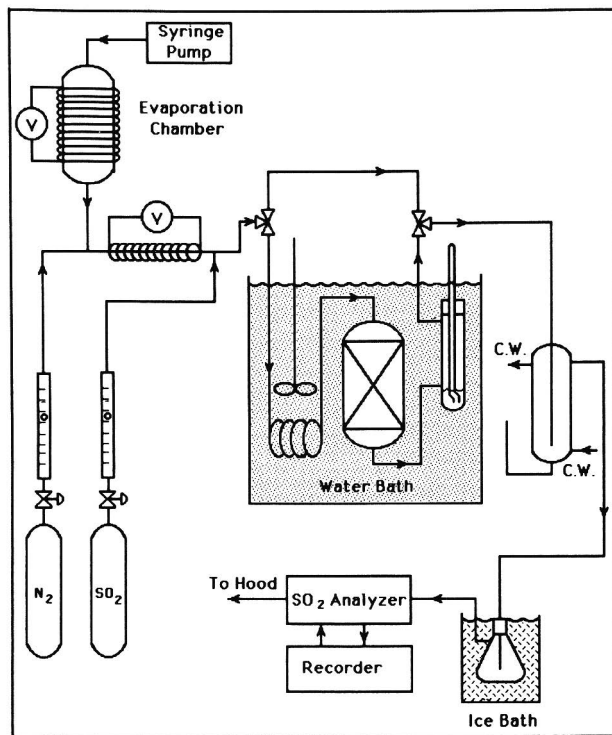 Syringe
Pump
Evaporation
Chamber
V
V
C.W.
C.W.
Water Bath
N2
SO2
To Hood
SO2 Analyzer
Recorder
Ice Bath